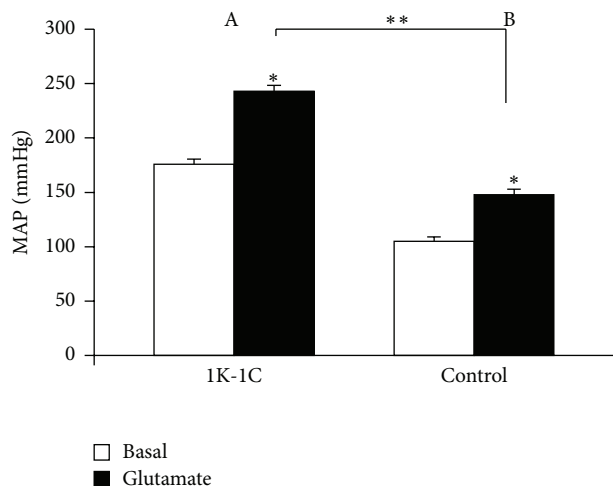 A
**
B
300
250
200
150
100
50
0
MAP (mmHg)
*
*
1K-1C
Control
Basal
Glutamate